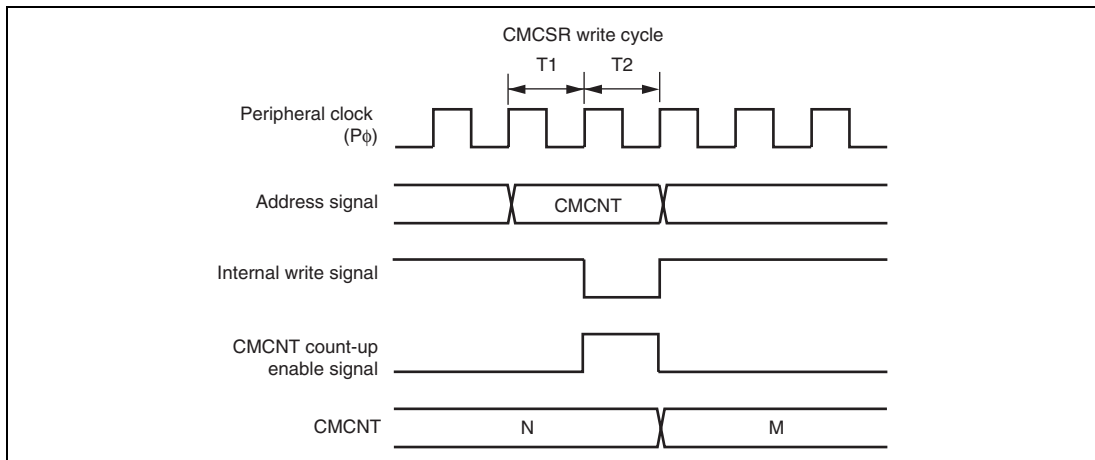 CMCSR write cycle
T1 T2
Peripheral clock
(Pϕ)
Address signal
CMCNT
Internal write signal
CMCNT count-up
enable signal
CMCNT
N
M